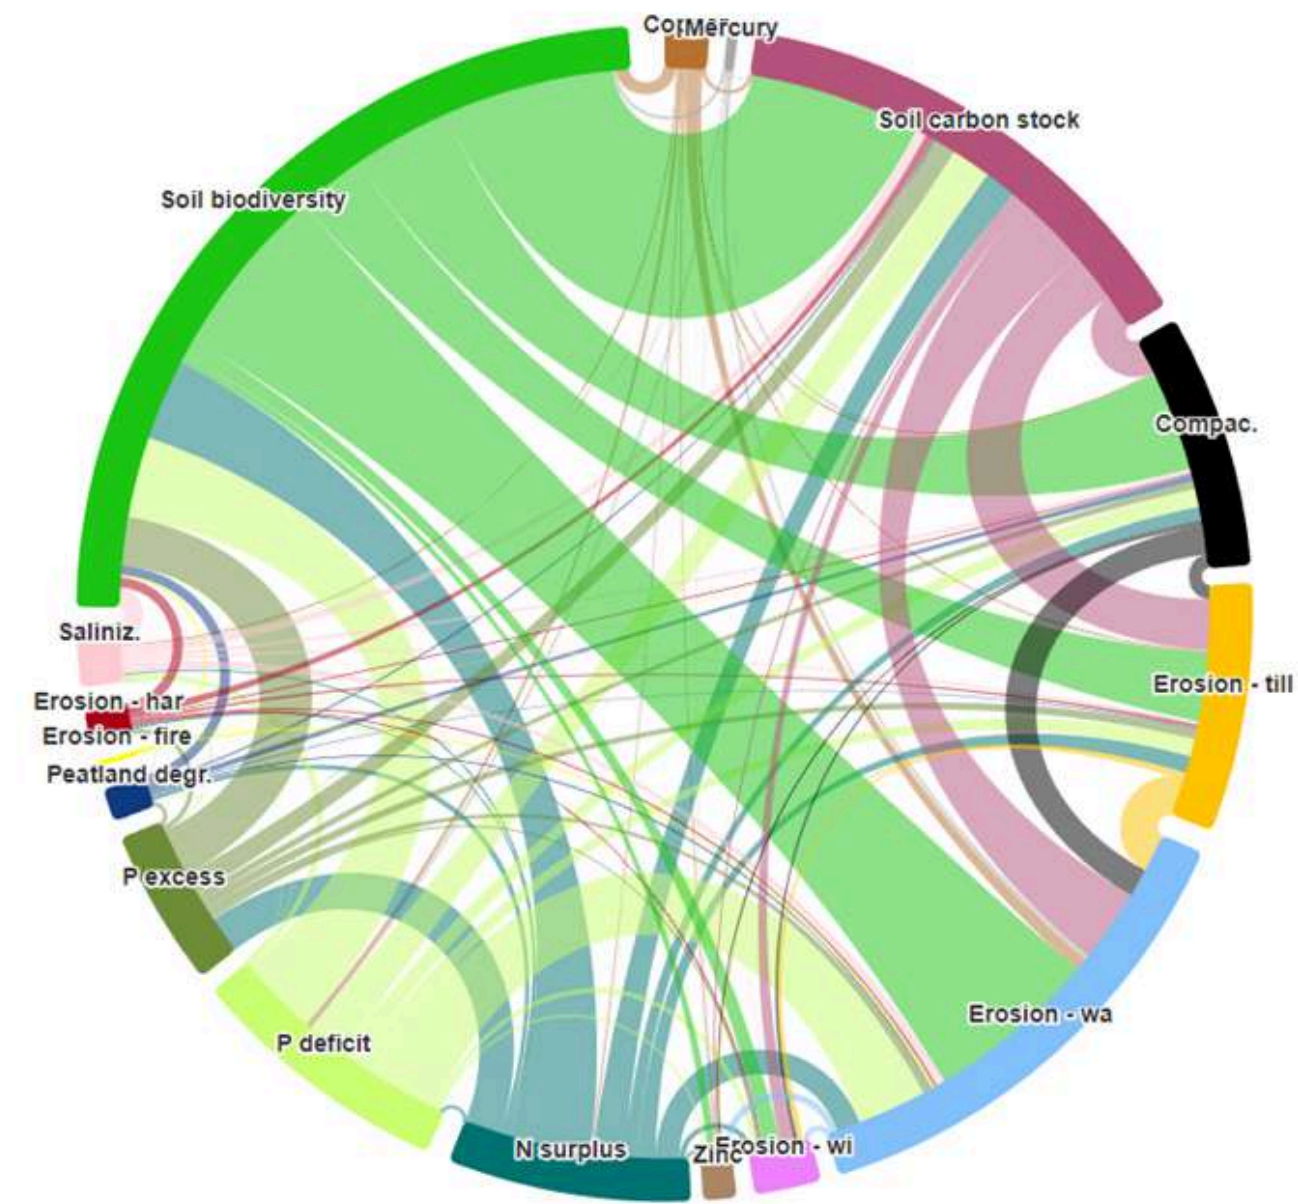 Mercury
Soil carbon stock
Soil biodiversity
Compac.
Saliniz.
Erosion - till
Erosion - har
Erosion - fire
Peatland degr.
P excess
Erosion - wa
P deficit
N surplus
Zinc
Erosion - wi